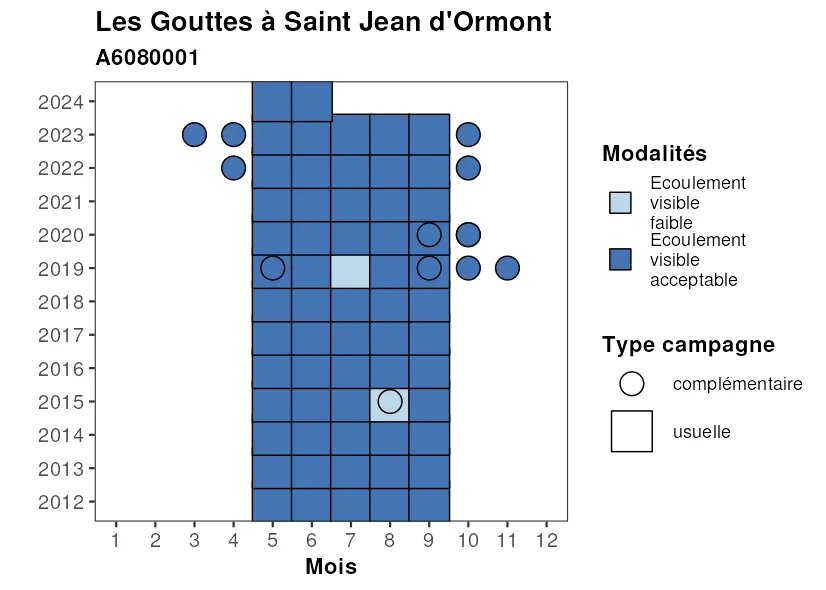 Les Gouttes à Saint Jean d'Ormont
A6080001
2024
2023
2022
2021
2020
2019
2018
2017
2016
2015
2014
2013
2012
1 2 3 4 5 6 7 8 9 10 11 12
Mois
Modalités
Ecoulement
visible
faible
Ecoulement
visible
acceptable
Type campagne
complémentaire
usuelle